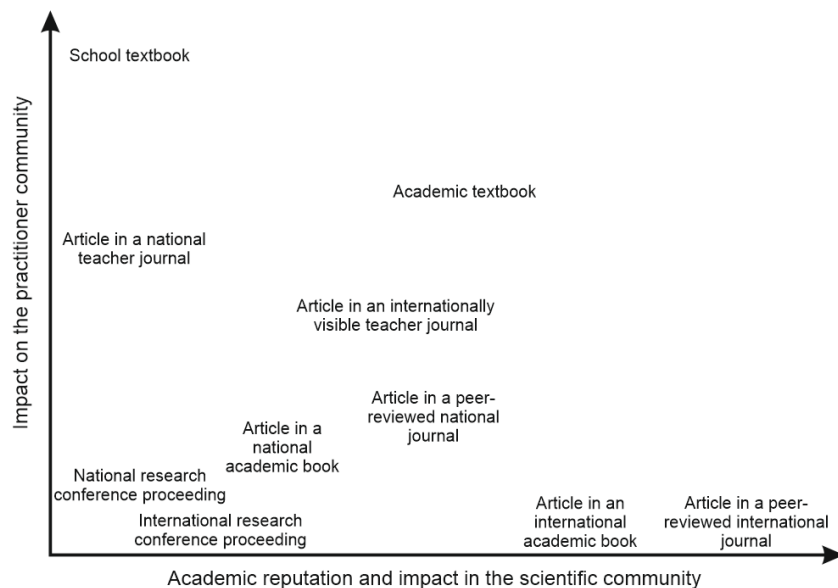 School textbook
Academic textbook
Article in a national
teacher journal
Article in an internationally
visible teacher journal
Article in a peer-
reviewed national
journal
Article in a
national
academic book
National research
conference proceeding
International research
conference proceeding
Article in an
international
academic book
Article in a peer-
reviewed international
journal
Impact on the practitioner community
Academic reputation and impact in the scientific community